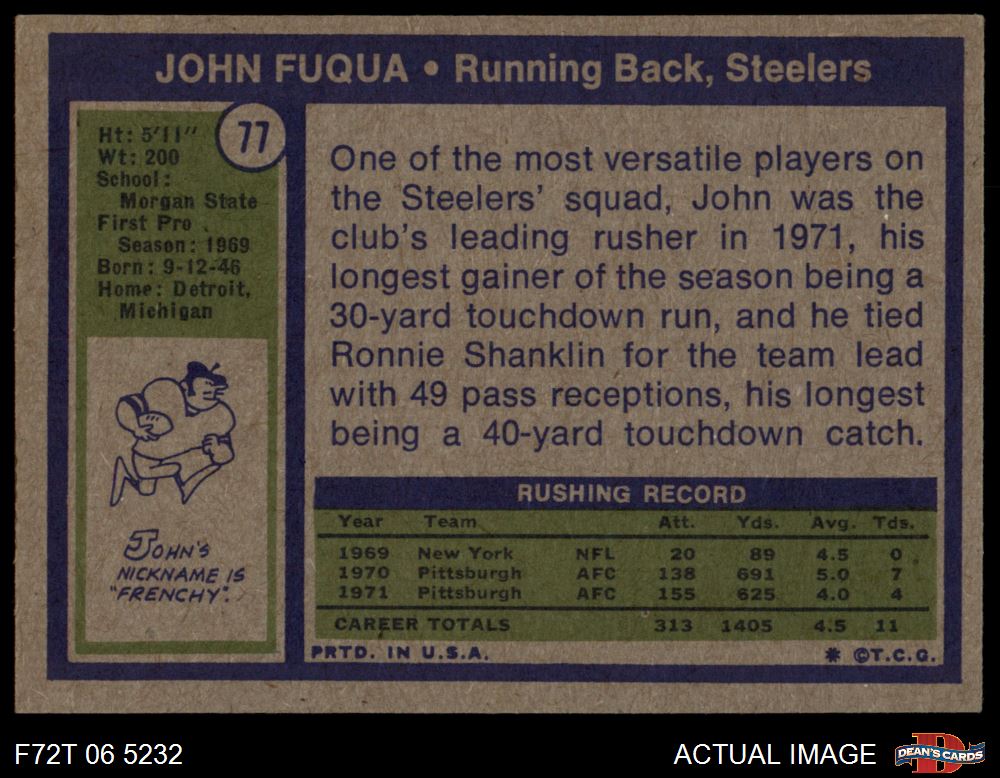 JOHN FUQUA • Running Back, Steelers
77
Ht: 5'11"
Wt: 200
School:
Morgan State
First Pro
Season: 1969
Born: 9-12-46
Home: Detroit,
Michigan
JOHN'S
NICKNAME IS
"FRENCHY".
One of the most versatile players on
the Steelers' squad, John was the
club's leading rusher in 1971, his
longest gainer of the season being a
30-yard touchdown run, and he tied
Ronnie Shanklin for the team lead
with 49 pass receptions, his longest
being a 40-yard touchdown catch.
RUSHING RECORD
Year Team Att. Yds. Avg. Tds.
1969 New York NFL 20 89 4.5 0
1970 Pittsburgh AFC 138 691 5.0 7
1971 Pittsburgh AFC 155 625 4.0 4
CAREER TOTALS 313 1405 4.5 11
PRTD. IN U.S.A. * ©T.C.G.
F72T 06 5232 ACTUAL IMAGE
D
DEAN'S CARDS